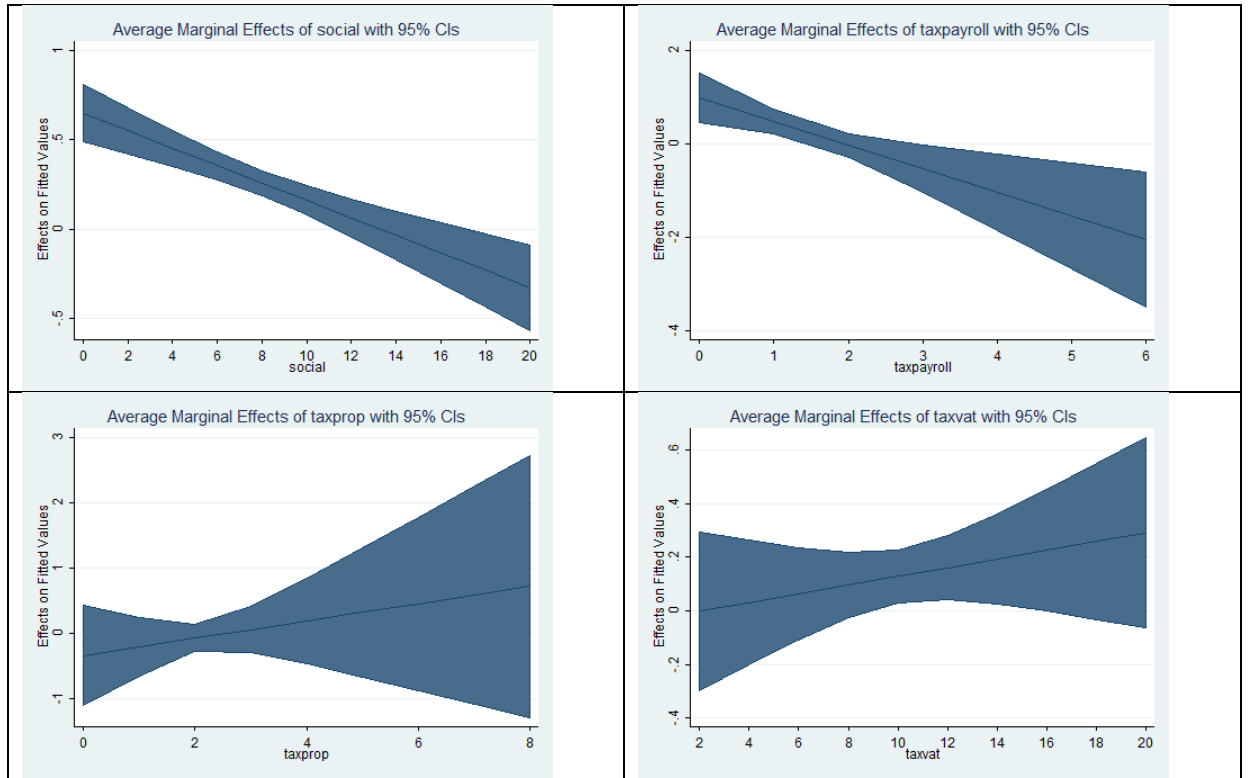 Average Marginal Effects of social with 95% CIs
Effects on Fitted Values
1
.5
0
-.5
0 2 4 6 8 10 12 14 16 18 20
social
Average Marginal Effects of taxpayroll with 95% CIs
Effects on Fitted Values
2
0
-2
-4
0 1 2 3 4 5 6
taxpayroll
Average Marginal Effects of taxprop with 95% CIs
Effects on Fitted Values
3
2
1
0
-1
0 2 4 6 8
taxprop
Average Marginal Effects of taxvat with 95% CIs
Effects on Fitted Values
.6
.4
.2
0
-.2
-.4
2 4 6 8 10 12 14 16 18 20
taxvat